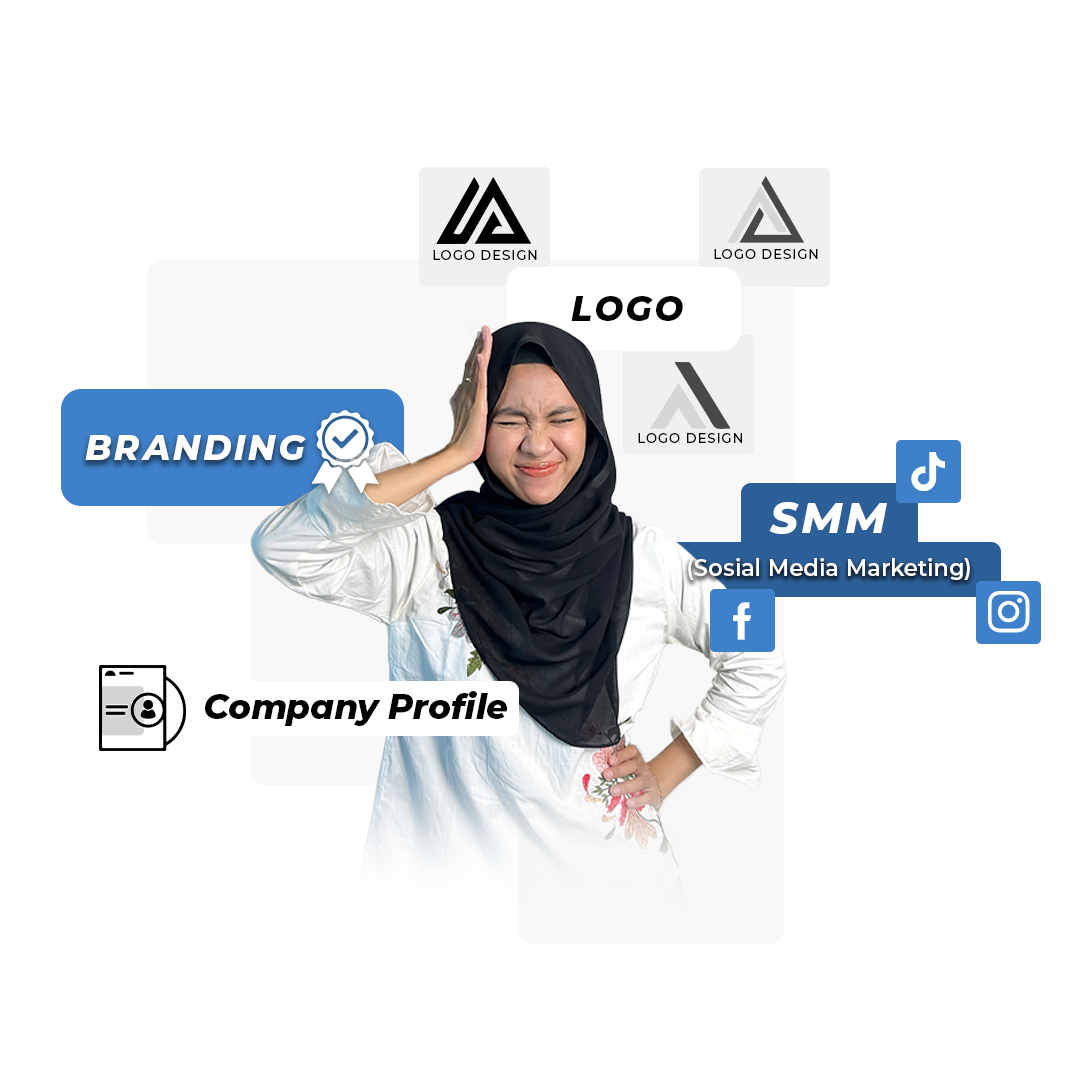 LOGO DESIGN
LOGO DESIGN
LOGO
LOGO DESIGN
BRANDING
SMM
(Sosial Media Marketing)
Company Profile